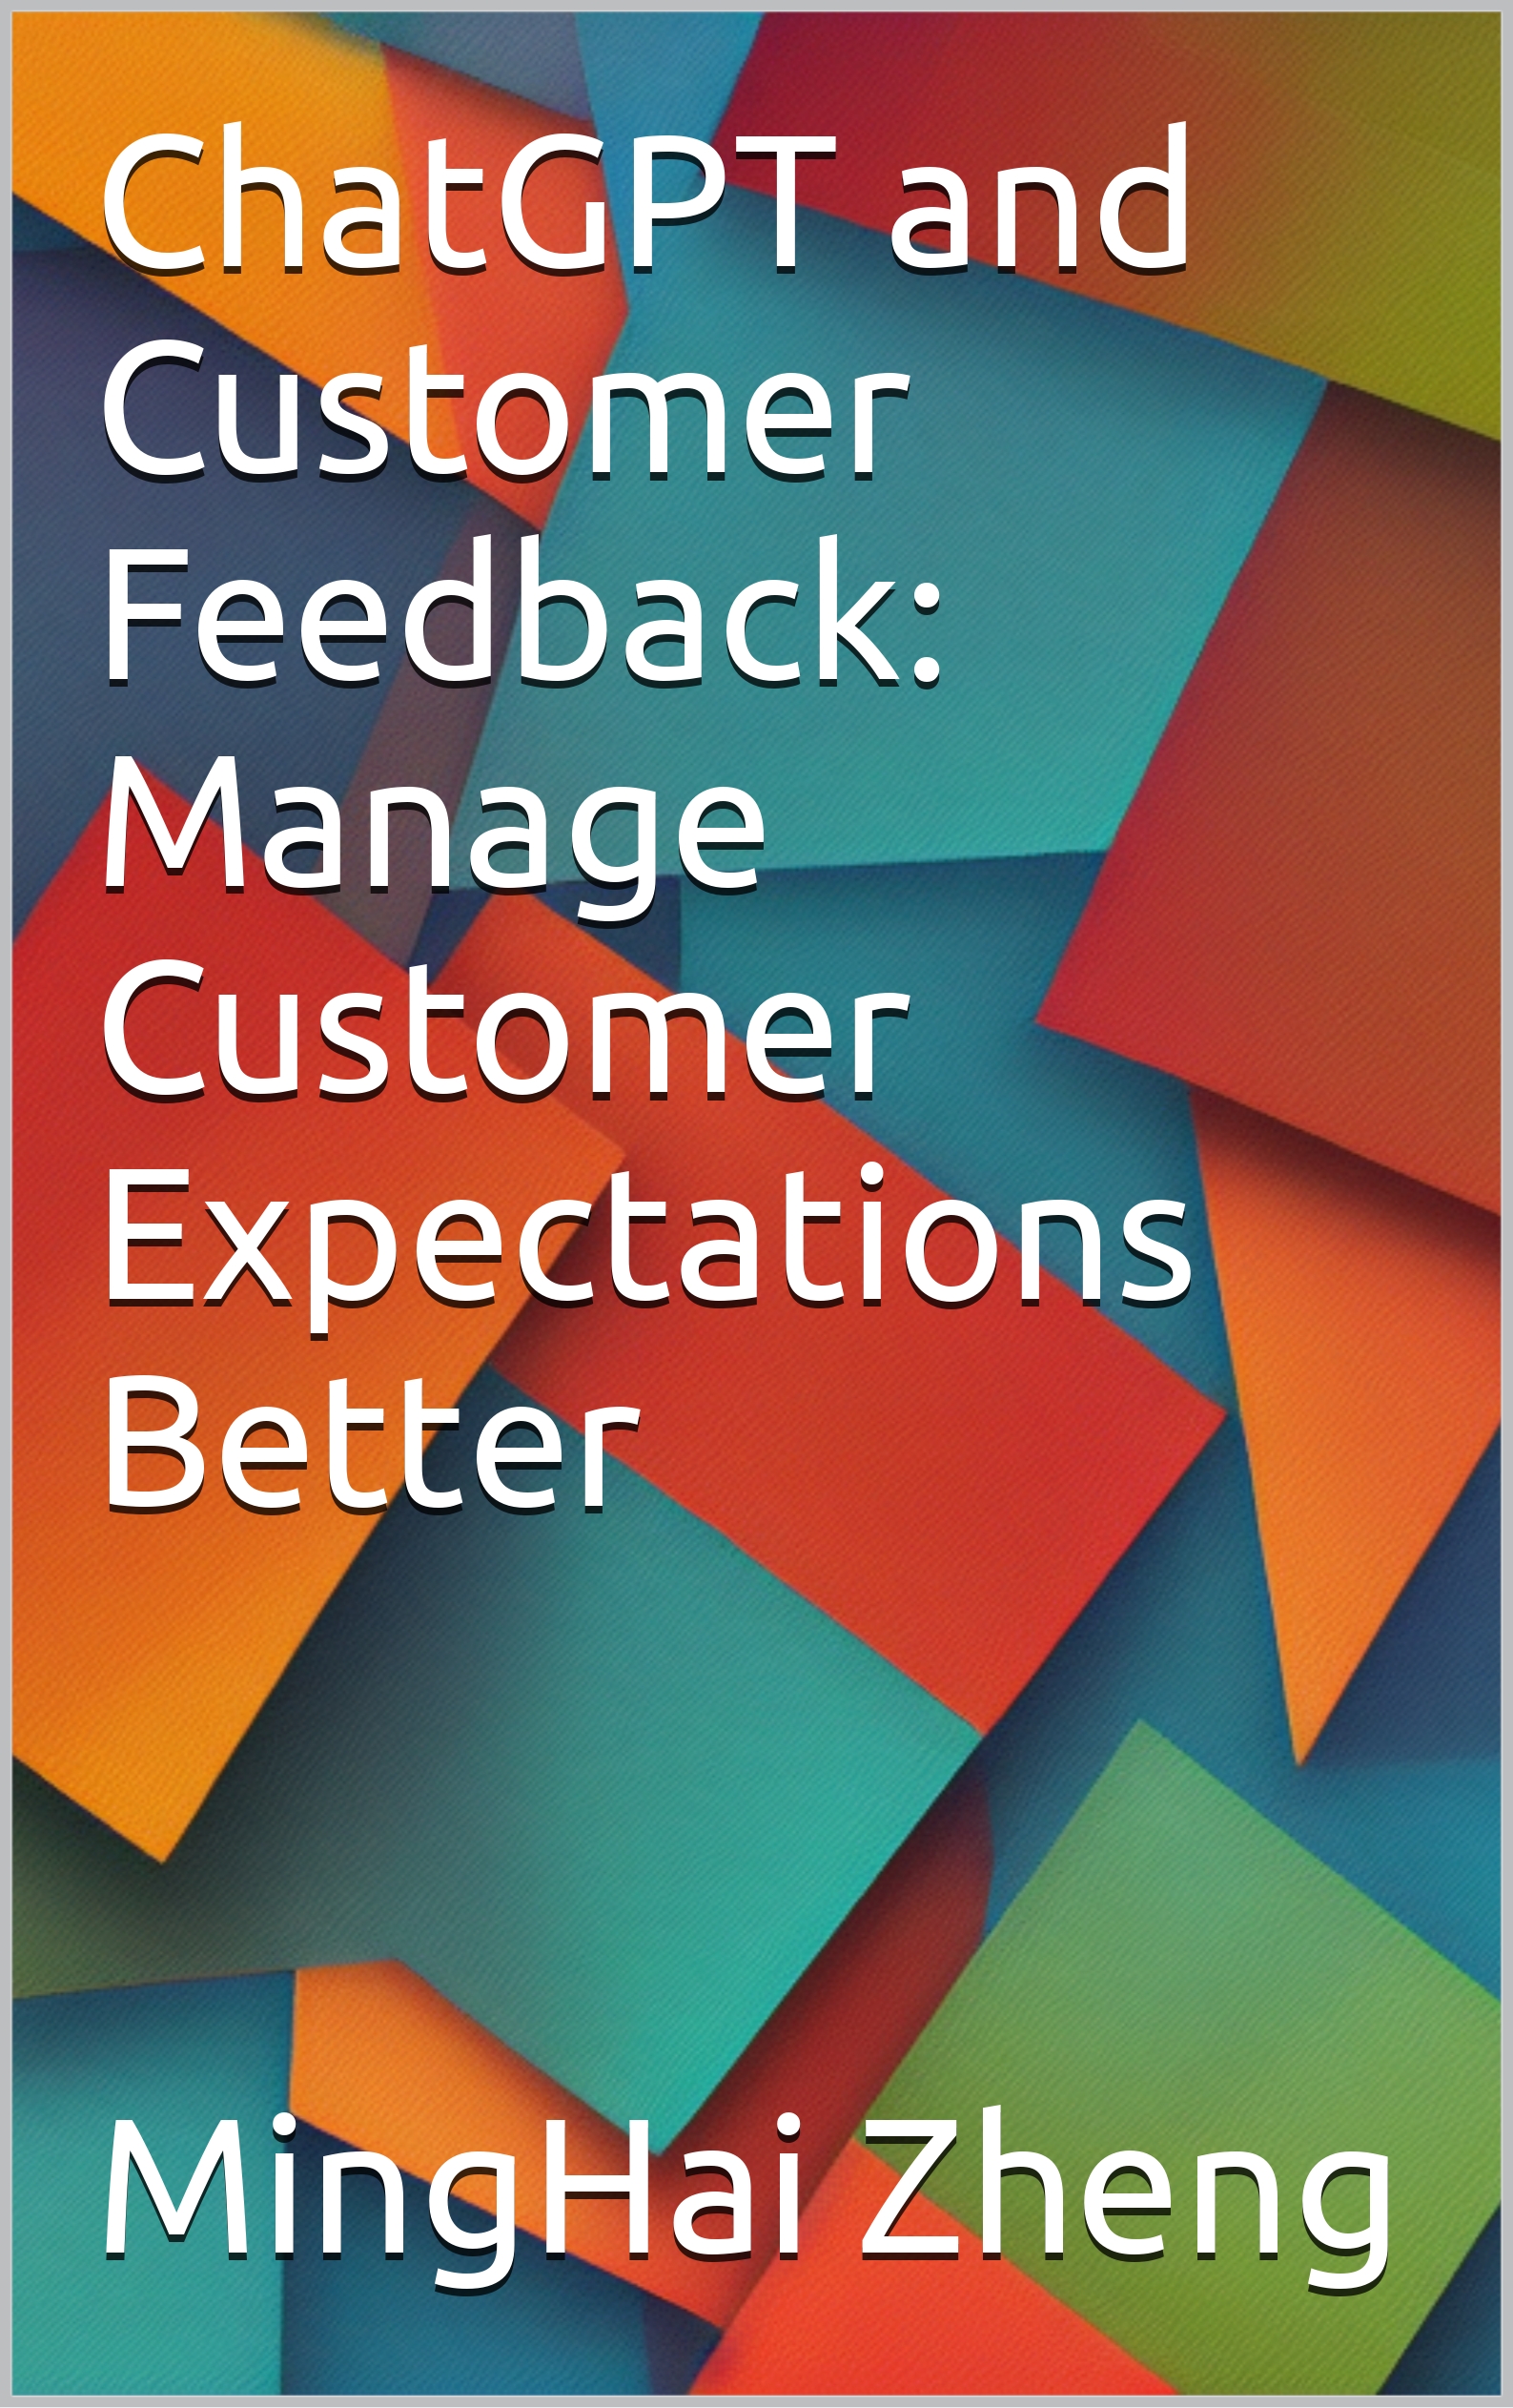 ChatGPT and
Customer
Feedback:
Manage
Customer
Expectations
Better
MingHai Zheng